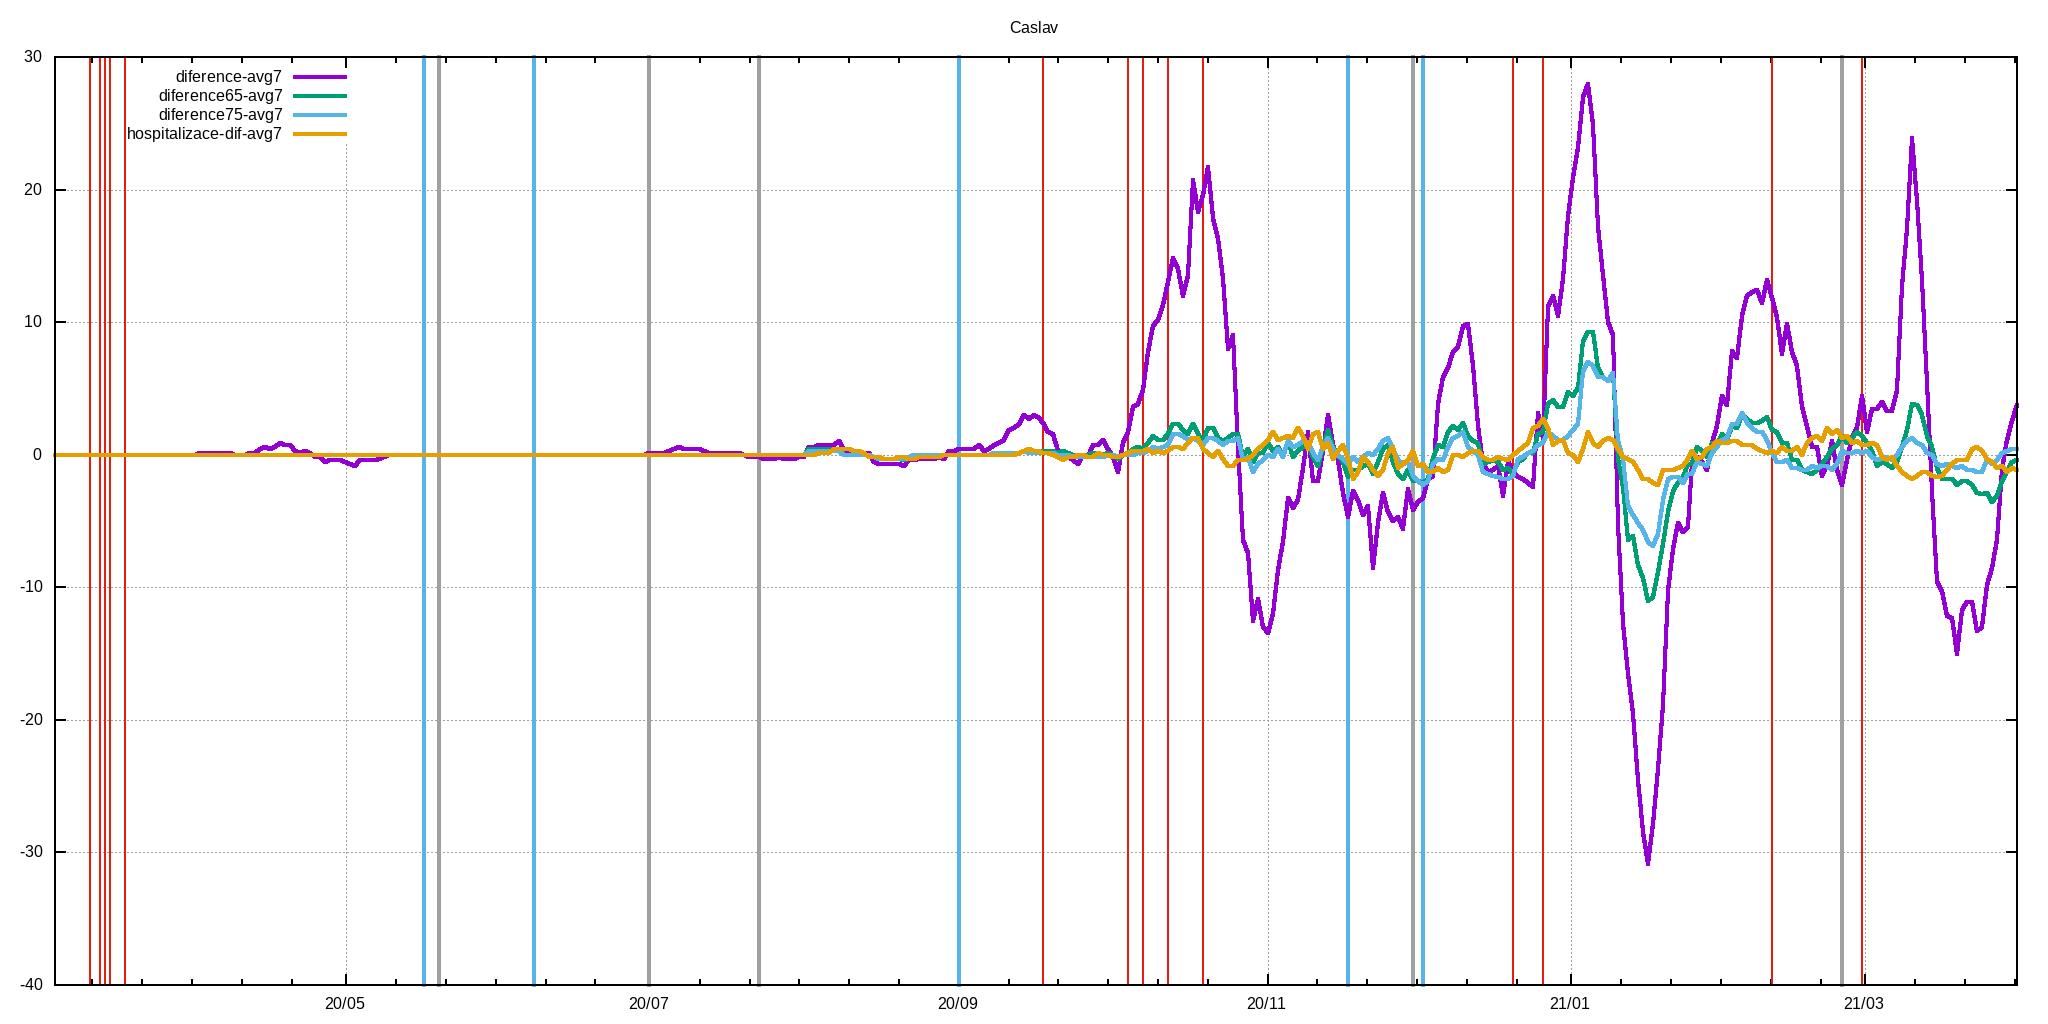 Caslav
30
diference-avg7
diference65-avg7
diference75-avg7
hospitalizace-dif-avg7
20
10
0
-10
-20
-30
-40
20/05 20/07 20/09 20/11 21/01 21/03